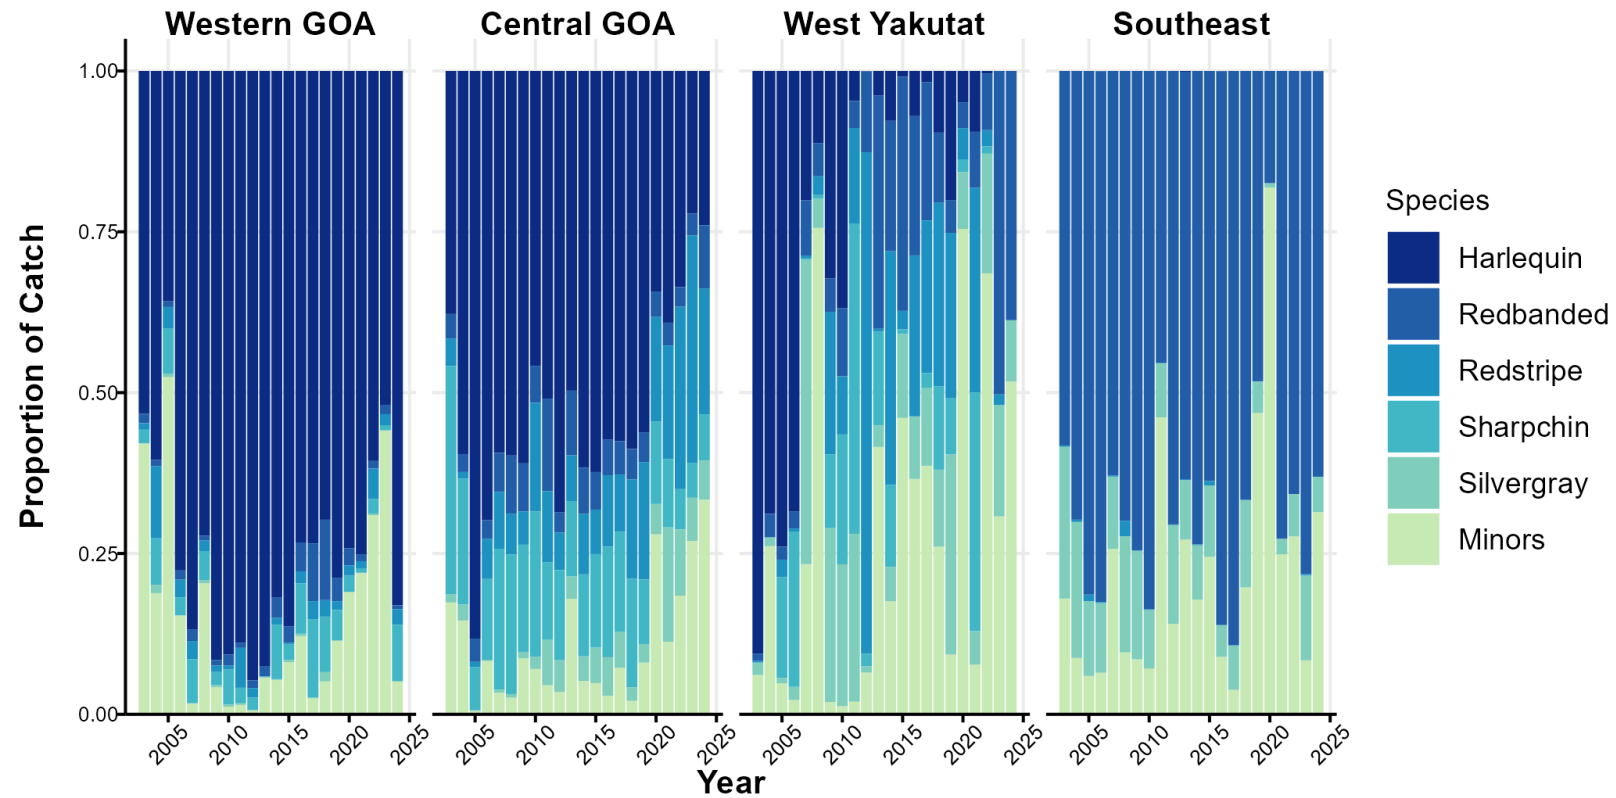 Western GOA
Central GOA
West Yakutat
Southeast
Proportion of Catch
1.00
0.75
0.50
0.25
0.00
2005
2010
2015
2020
2025
2005
2010
2015
2020
2025
2005
2010
2015
2020
2025
2005
2010
2015
2020
2025
Year
Species
Harlequin
Redbanded
Redstripe
Sharpchin
Silvergray
Minors